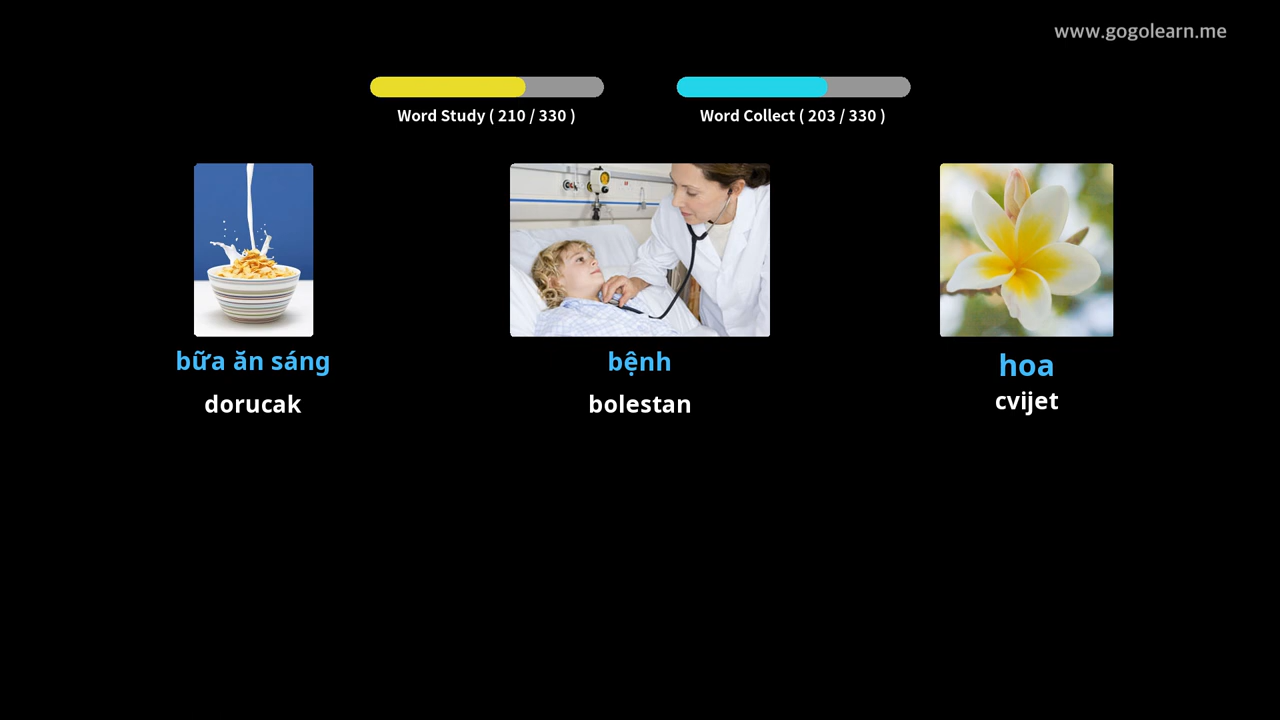 www.gogolearn.me
Word Study ( 210 / 330 )
Word Collect ( 203 / 330 )
bữa ăn sáng
dorucak
bệnh
bolestan
hoa
cvijet